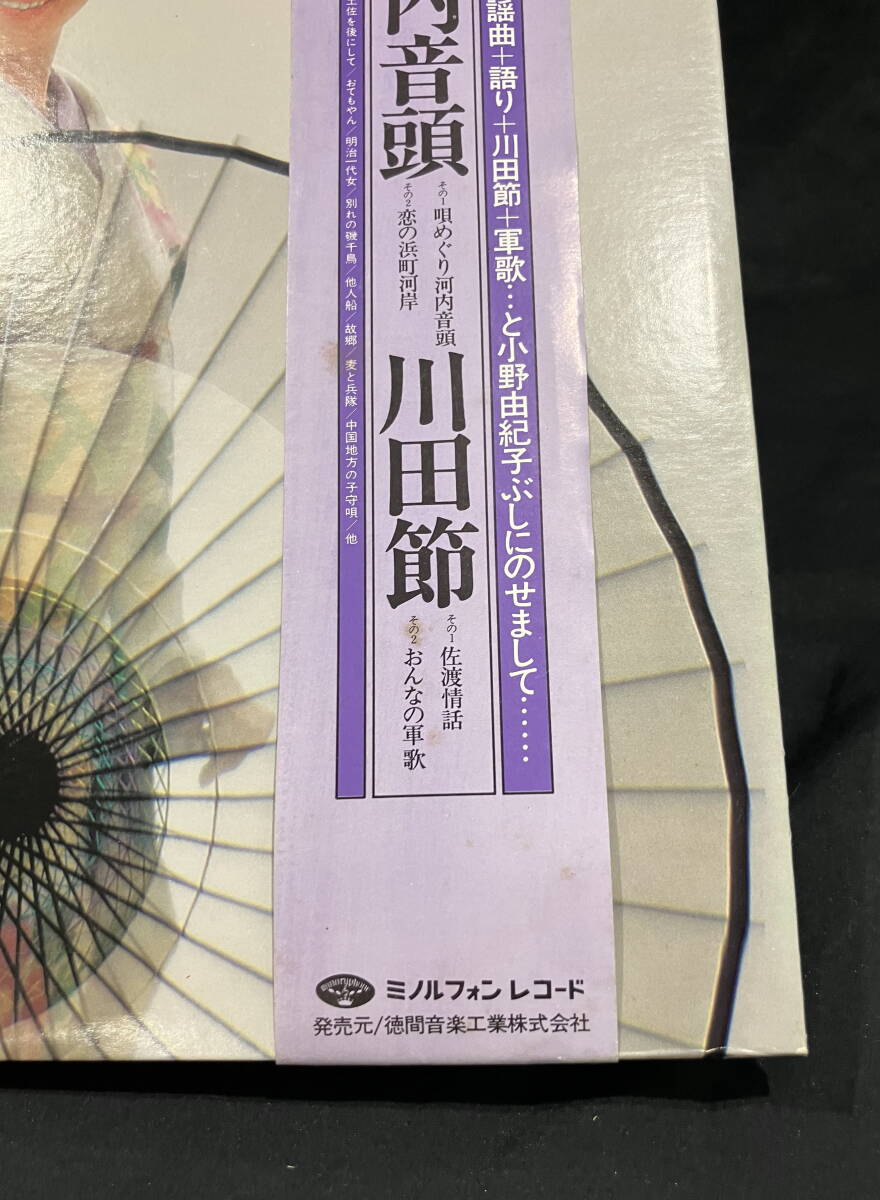 謡曲+語り+川田節+軍歌…と小野由紀子ぶしにのせまして……
内音頭
その1 唄めぐり河内音頭
その2 恋の浜町河岸
川田節
その1 佐渡情話
その2 おんなの軍歌
土佐を後にして/おてもやん/明治一代女/別れの磯千鳥/他人船/故郷/麦と兵隊/中国地方の子守唄/他
minoruphone
ミノルフォン レコード
発売元/徳間音楽工業株式会社